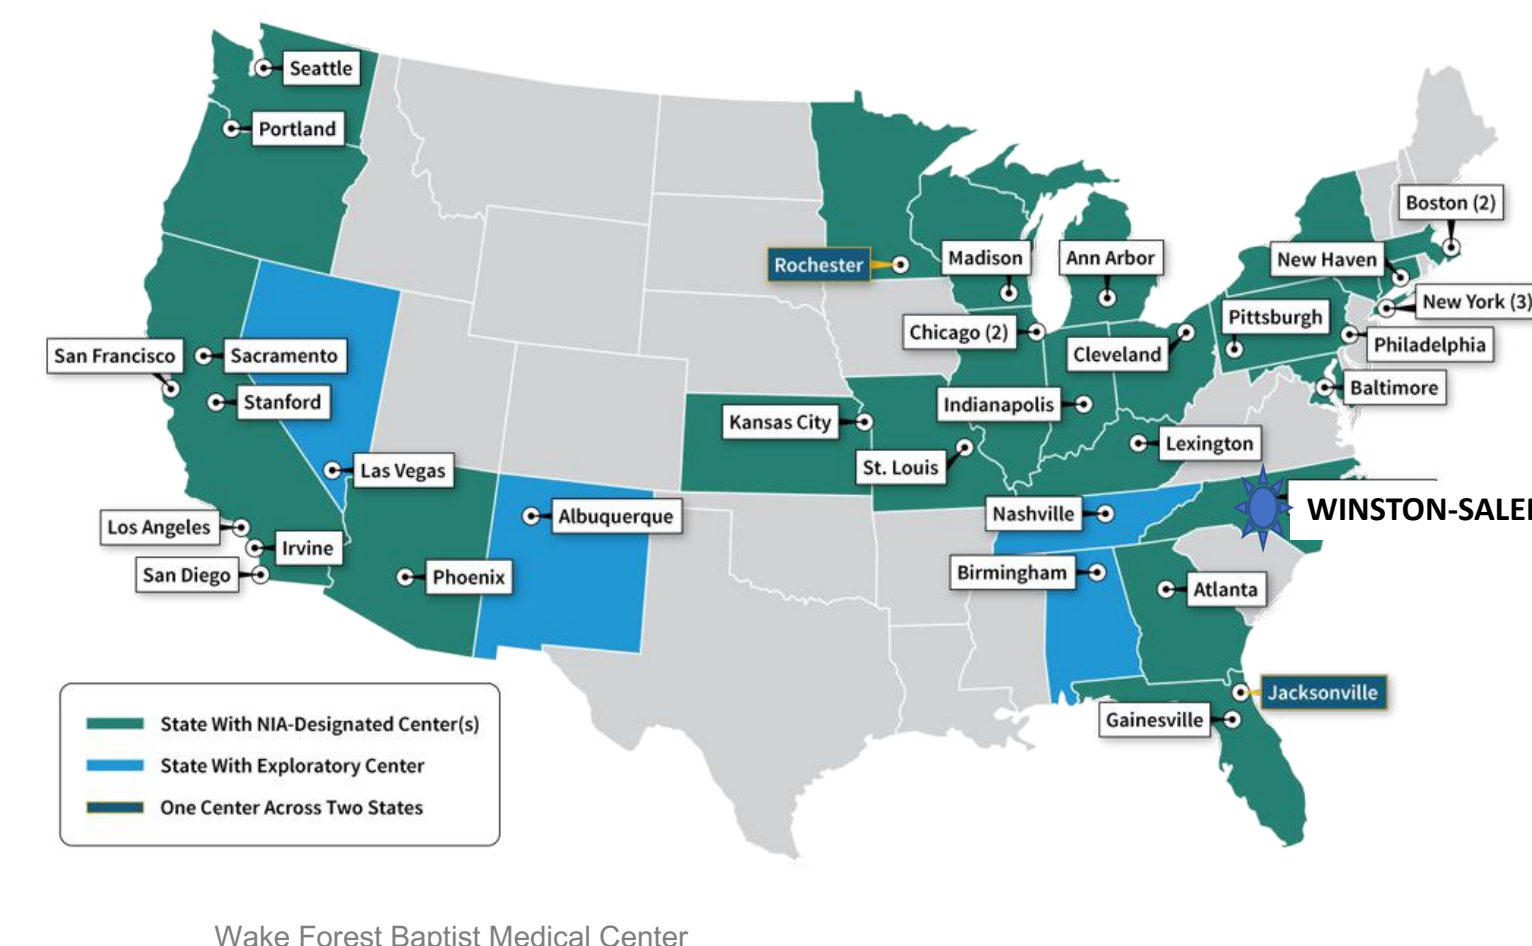 Seattle
Portland
Boston (2)
Rochester
Madison
Ann Arbor
New Haven
New York (3)
Pittsburgh
Chicago (2)
Cleveland
Philadelphia
San Francisco
Sacramento
Stanford
Baltimore
Indianapolis
Kansas City
Lexington
St. Louis
Las Vegas
WINSTON-SALE
Nashville
Albuquerque
Los Angeles
Irvine
San Diego
Phoenix
Birmingham
Atlanta
Jacksonville
Gainesville
State With NIA-Designated Center(s)
State With Exploratory Center
One Center Across Two States
Wake Forest Baptist Medical Center